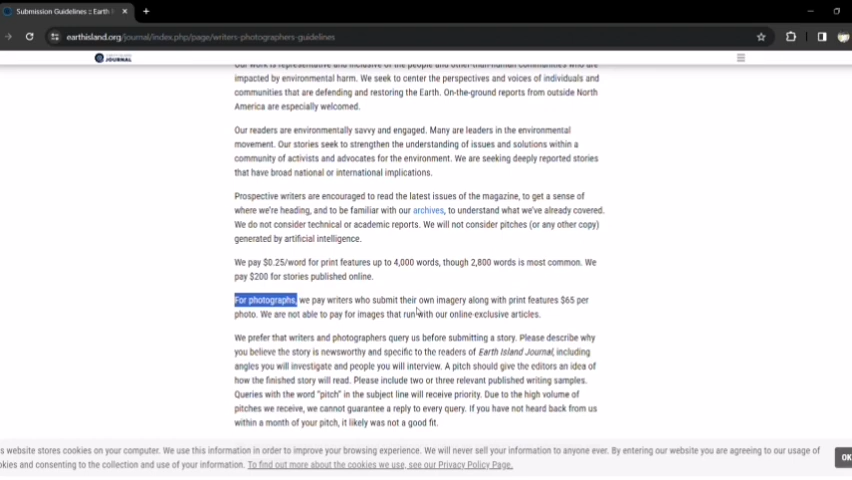 Submission Guidelines :: Earth I
earthisland.org/journal/index.php/page/writers-photographers-guidelines
JOURNAL
Our work is representative and inclusive of the people and other-than-human communities who are
impacted by environmental harm. We seek to center the perspectives and voices of individuals and
communities that are defending and restoring the Earth. On-the-ground reports from outside North
America are especially welcomed.
Our readers are environmentally savvy and engaged. Many are leaders in the environmental
movement. Our stories seek to strengthen the understanding of issues and solutions within a
community of activists and advocates for the environment. We are seeking deeply reported stories
that have broad national or international implications.
Prospective writers are encouraged to read the latest issues of the magazine, to get a sense of
where we're heading, and to be familiar with our archives, to understand what we've already covered.
We do not consider technical or academic reports. We will not consider pitches (or any other copy)
generated by artificial intelligence.
We pay $0.25/word for print features up to 4,000 words, though 2,800 words is most common. We
pay $200 for stories published online.
For photographs, we pay writers who submit their own imagery along with print features $65 per
photo. We are not able to pay for images that run with our online-exclusive articles.
We prefer that writers and photographers query us before submitting a story. Please describe why
you believe the story is newsworthy and specific to the readers of Earth Island Journal, including
angles you will investigate and people you will interview. A pitch should give the editors an idea of
how the finished story will read. Please include two or three relevant published writing samples.
Queries with the word "pitch" in the subject line will receive priority. Due to the high volume of
pitches we receive, we cannot guarantee a reply to every query. If you have not heard back from us
within a month of your pitch, it likely was not a good fit.
s website stores cookies on your computer. We use this information in order to improve your browsing experience. We will never sell your information to anyone ever. By entering our website you are agreeing to our usage of
okies and consenting to the collection and use of your information. To find out more about the cookies we use, see our Privacy Policy Page.
OK